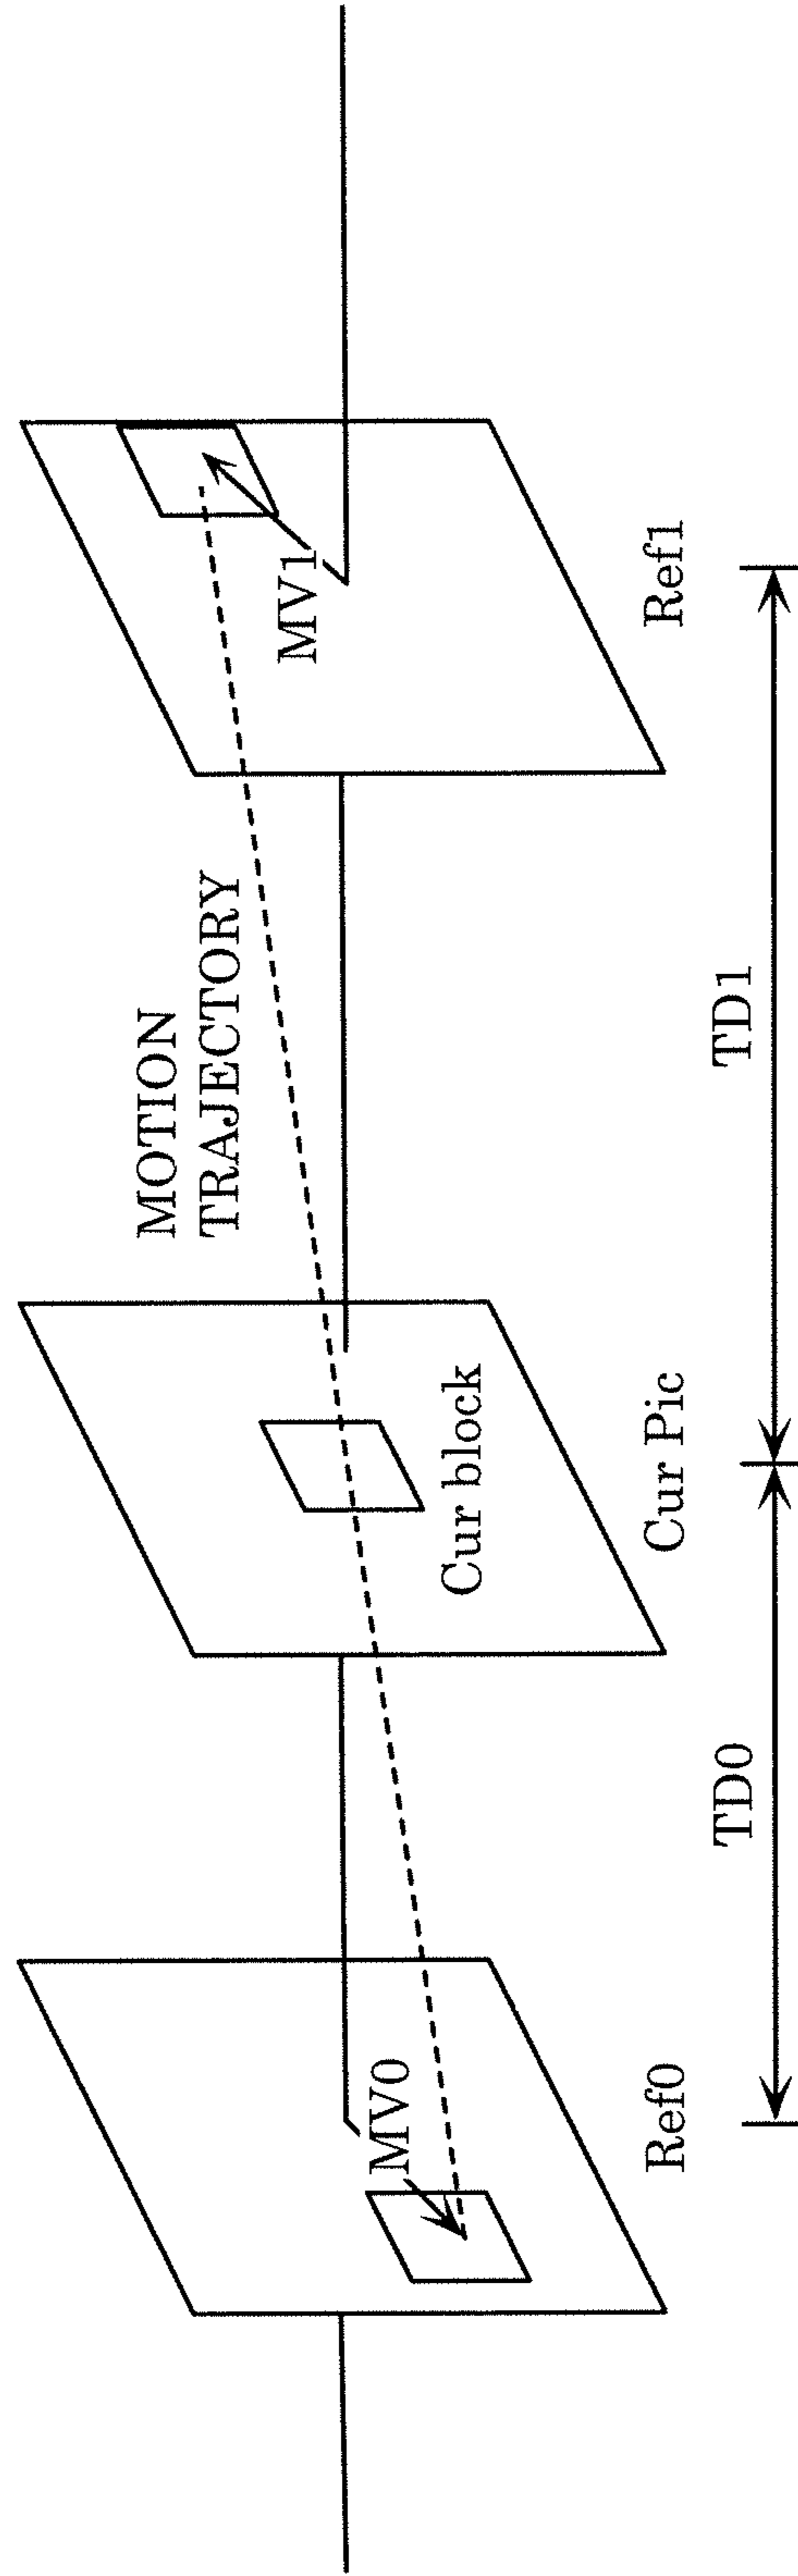 MOTION
TRAJECTORY
MV0
MV1
Cur block
Ref0
Cur Pic
Ref1
TD0
TD1